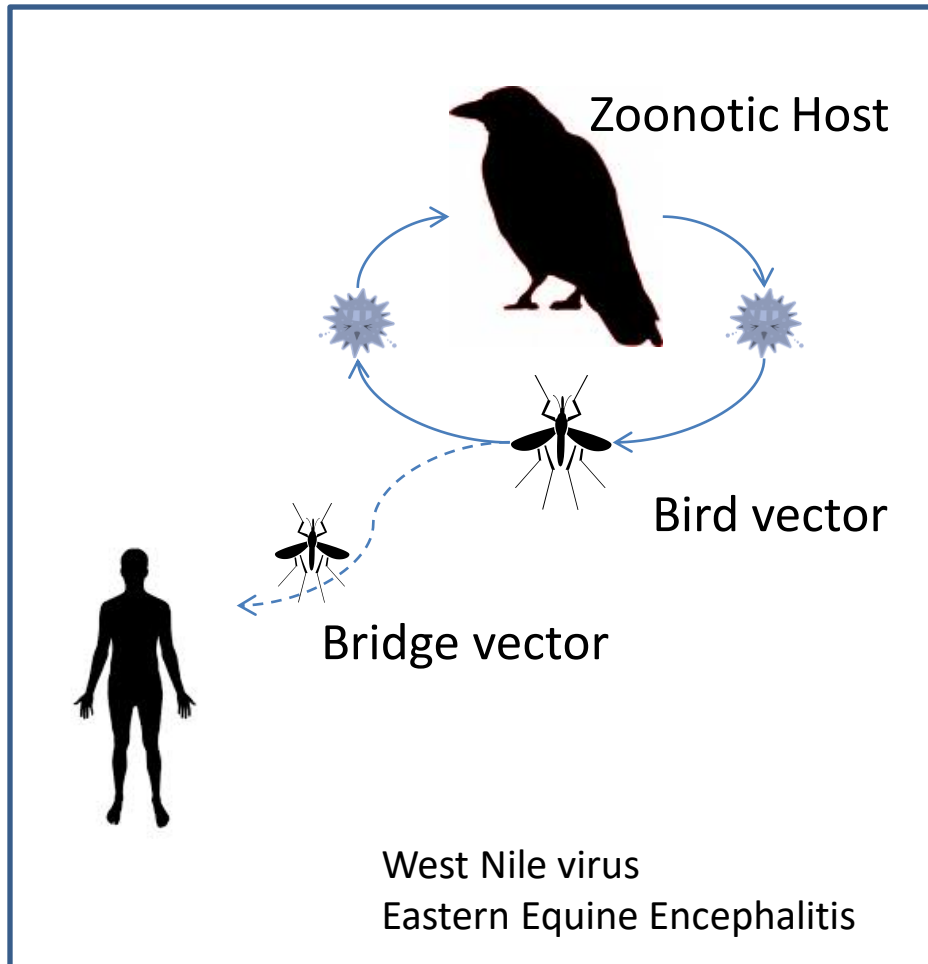 Zoonotic Host
Bird vector
Bridge vector
West Nile virus
Eastern Equine Encephalitis